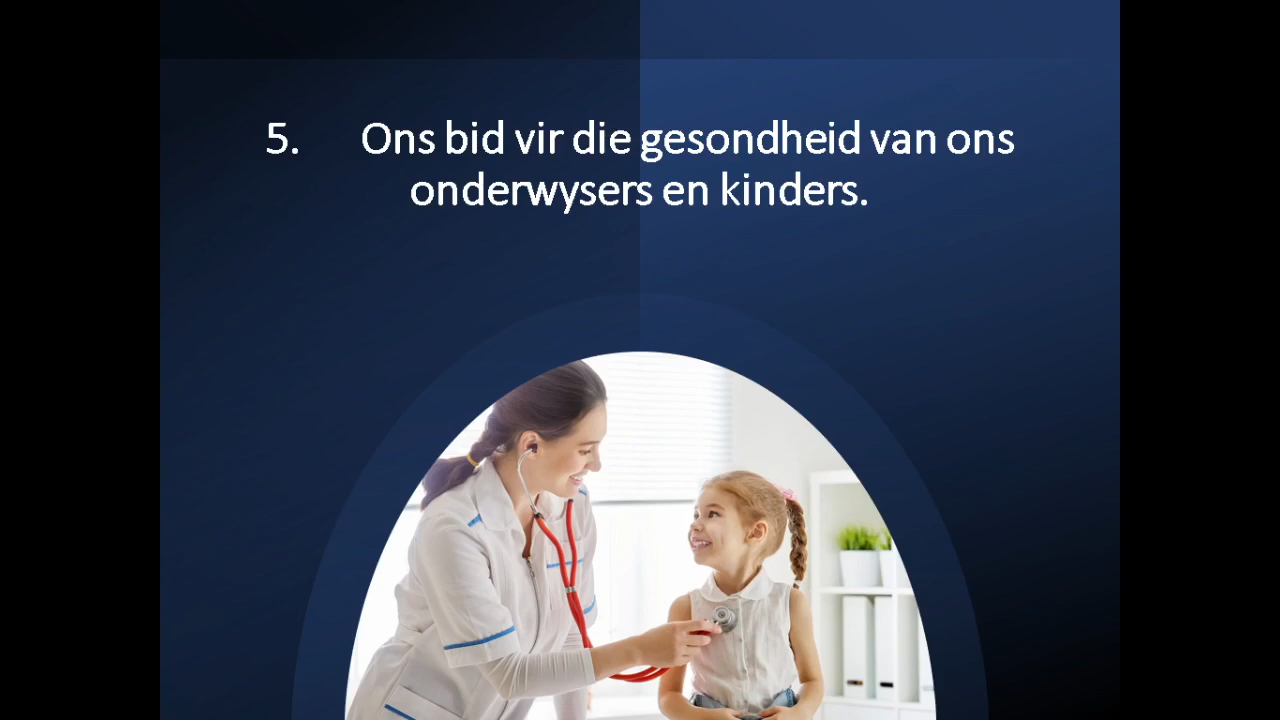 5. Ons bid vir die gesondheid van ons
onderwysers en kinders.